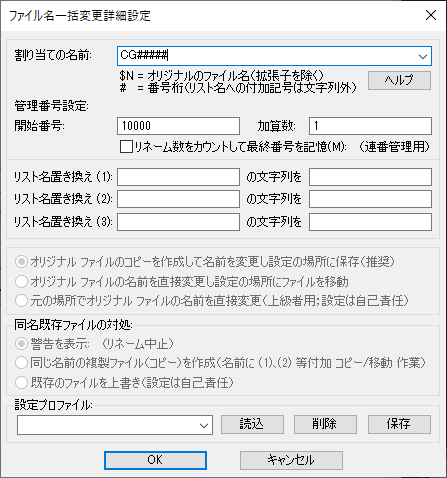 ファイル名一括変更詳細設定
割り当ての名前: CG#####
$N = オリジナルのファイル名(拡張子を除く)
# = 番号桁(リスト名への付加記号は文字列外)
ヘルプ
管理番号設定:
開始番号: 10000 加算数: 1
リネーム数をカウントして最終番号を記憶(M): (連番管理用)
リスト名置き換え (1): の文字列を
リスト名置き換え (2): の文字列を
リスト名置き換え (3): の文字列を
オリジナル ファイルのコピーを作成して名前を変更し設定の場所に保存(推奨)
オリジナル ファイルの名前を直接変更し設定の場所にファイルを移動
元の場所でオリジナル ファイルの名前を直接変更(上級者用; 設定は自己責任)
同名既存ファイルの対処:
警告を表示: (リネーム中止)
同じ名前の複製ファイル(コピー)を作成(名前に (1)、(2) 等付加 コピー/移動 作業)
既存のファイルを上書き(設定は自己責任)
設定プロファイル:
読込 削除 保存
OK キャンセル